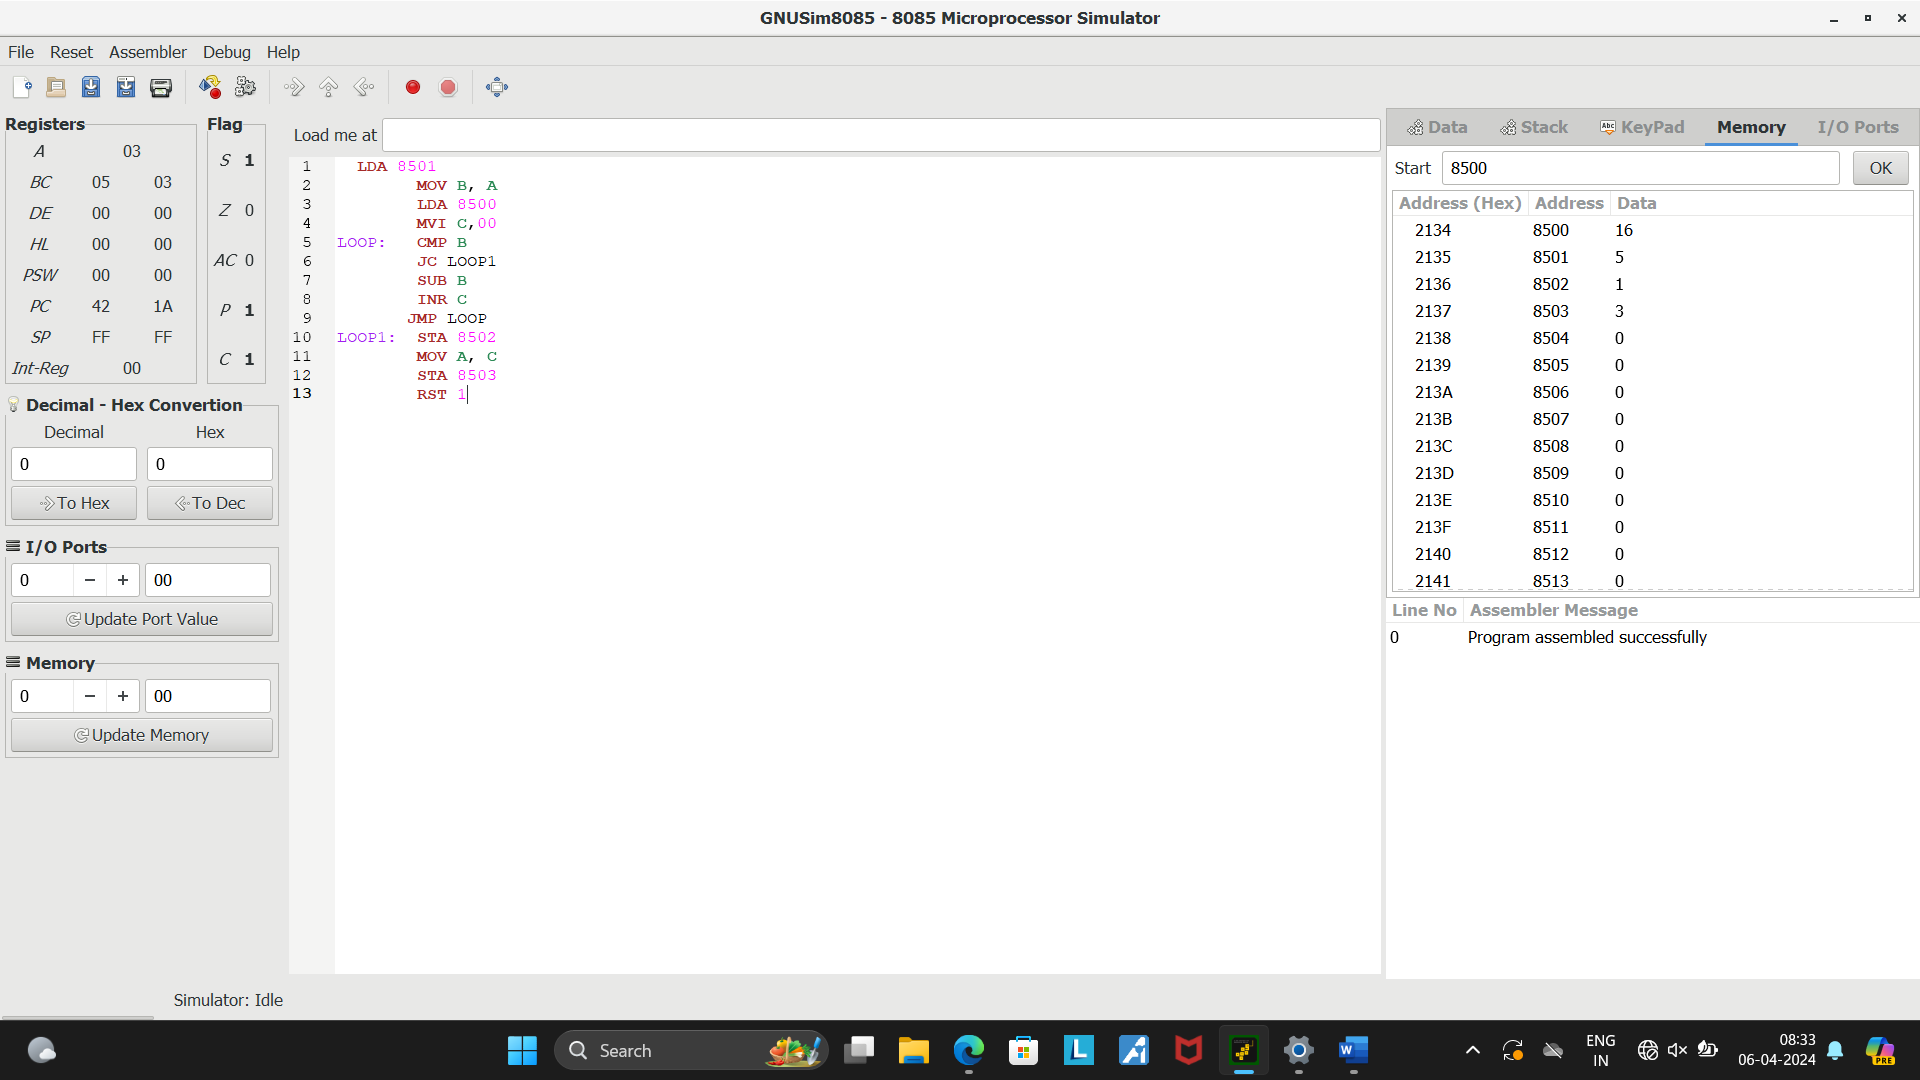 GNUSim8085 - 8085 Microprocessor Simulator
File Reset Assembler Debug Help
Registers
A 03
BC 05 03
DE 00 00
HL 00 00
PSW 00 00
PC 42 1A
SP FF FF
Int-Reg 00
Flag
S 1
Z 0
AC 0
P 1
C 1
Decimal - Hex Convertion
Decimal Hex
0 0
To Hex To Dec
I/O Ports
0 − + 00
Update Port Value
Memory
0 − + 00
Update Memory
Load me at
1 LDA 8501
2 MOV B, A
3 LDA 8500
4 MVI C,00
5 LOOP: CMP B
6 JC LOOP1
7 SUB B
8 INR C
9 JMP LOOP
10 LOOP1: STA 8502
11 MOV A, C
12 STA 8503
13 RST 1
Data Stack Abc KeyPad Memory I/O Ports
Start 8500 OK
Address (Hex) Address Data
2134 8500 16
2135 8501 5
2136 8502 1
2137 8503 3
2138 8504 0
2139 8505 0
213A 8506 0
213B 8507 0
213C 8508 0
213D 8509 0
213E 8510 0
213F 8511 0
2140 8512 0
2141 8513 0
Line No Assembler Message
0 Program assembled successfully
Simulator: Idle
Search
L
W
ENG
IN
08:33
06-04-2024
PRE